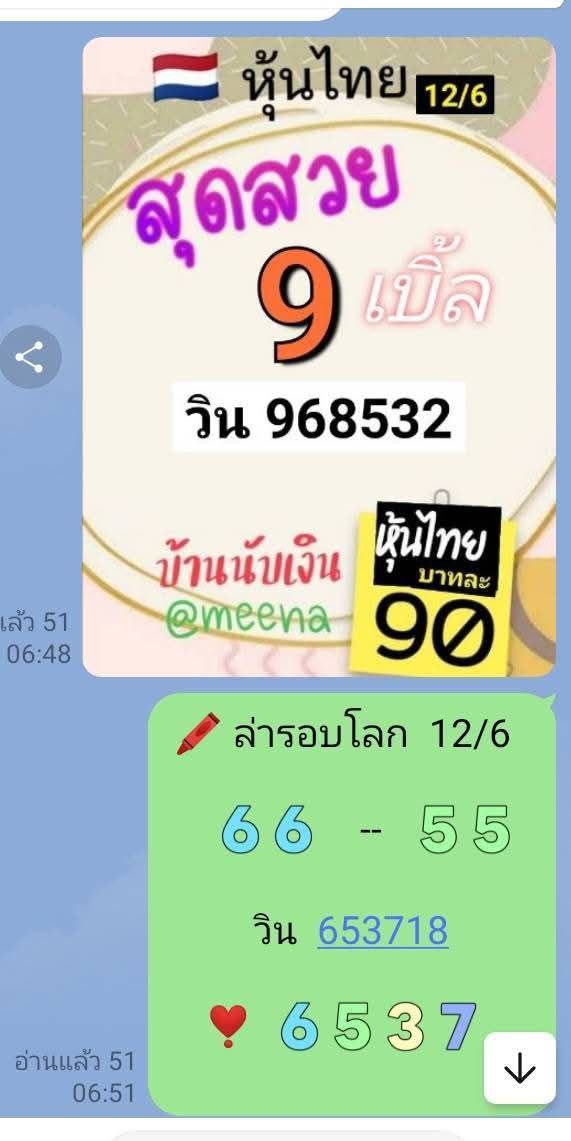 หุ้นไทย 12/6
สุดสวย
9 เบิ้ล
วิน 968532
บ้านนับเงิน
@meena
หุ้นไทย
บาทละ
90
แล้ว 51
06:48
ล่ารอบโลก 12/6
66 -- 55
วิน 653718
6537
อ่านแล้ว 51
06:51